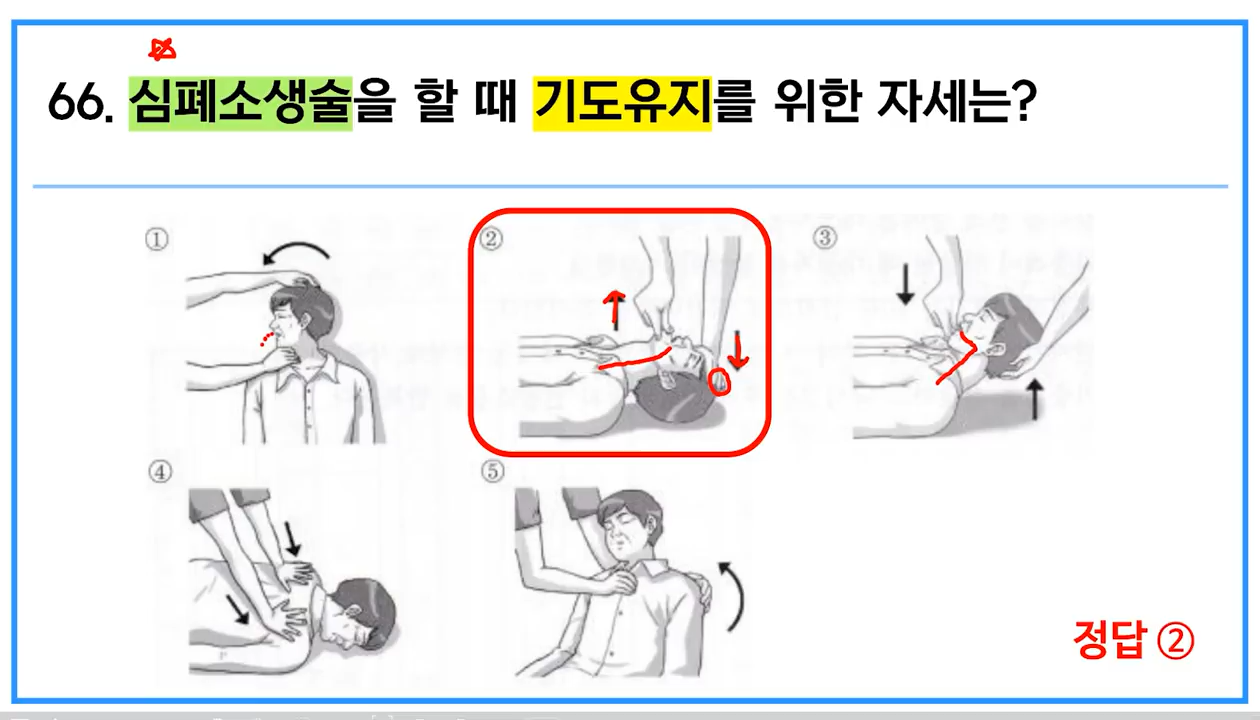 66. 심폐소생술을 할 때 기도유지를 위한 자세는?
① ② ③
④ ⑤
정답 ②